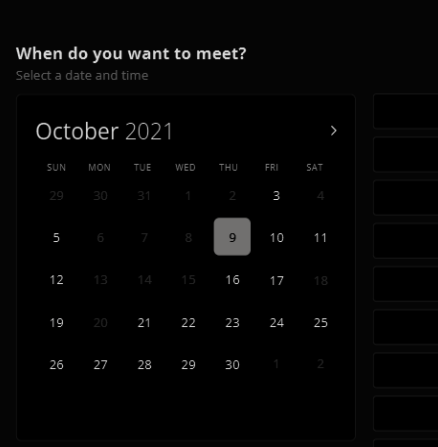 When do you want to meet?
Select a date and time
October 2021
SUN MON TUE WED THU FRI SAT
29 30 31 1 2 3 4
5 6 7 8 9 10 11
12 13 14 15 16 17 18
19 20 21 22 23 24 25
26 27 28 29 30 1 2